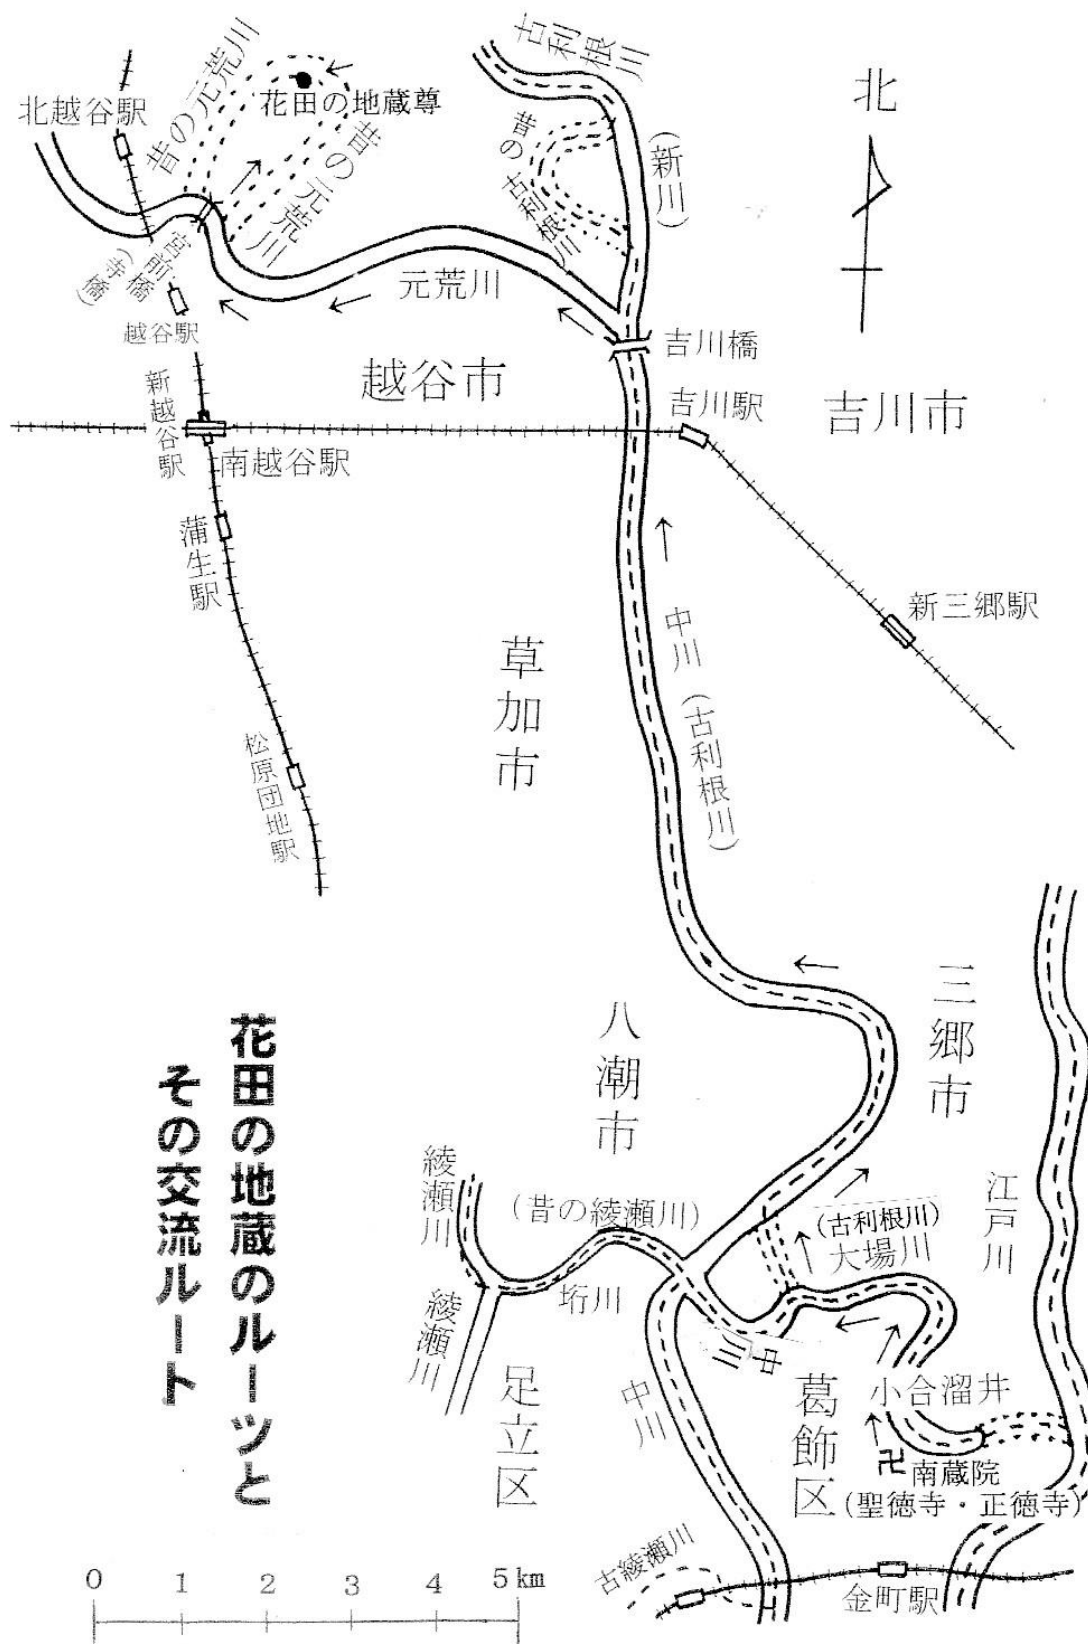 古利根川
北
昔の元荒川
北越谷駅
花田の地蔵尊
昔の元荒川
昔の古利根川
(新川)
宮前橋
(寺橋)
元荒川
越谷駅
吉川橋
越谷市
新越谷駅
吉川駅
吉川市
南越谷駅
蒲生駅
新三郷駅
中川(古利根川)
草加市
松原団地駅
三郷市
八潮市
花田の地蔵のルーツと
その交流ルート
綾瀬川
(昔の綾瀬川)
江戸川
(古利根川)
大場川
垳川
綾瀬川
中川
足立区
中川
葛飾区
小合溜井
卍南蔵院
(聖徳寺・正徳寺)
古綾瀬川
金町駅
0 1 2 3 4 5km